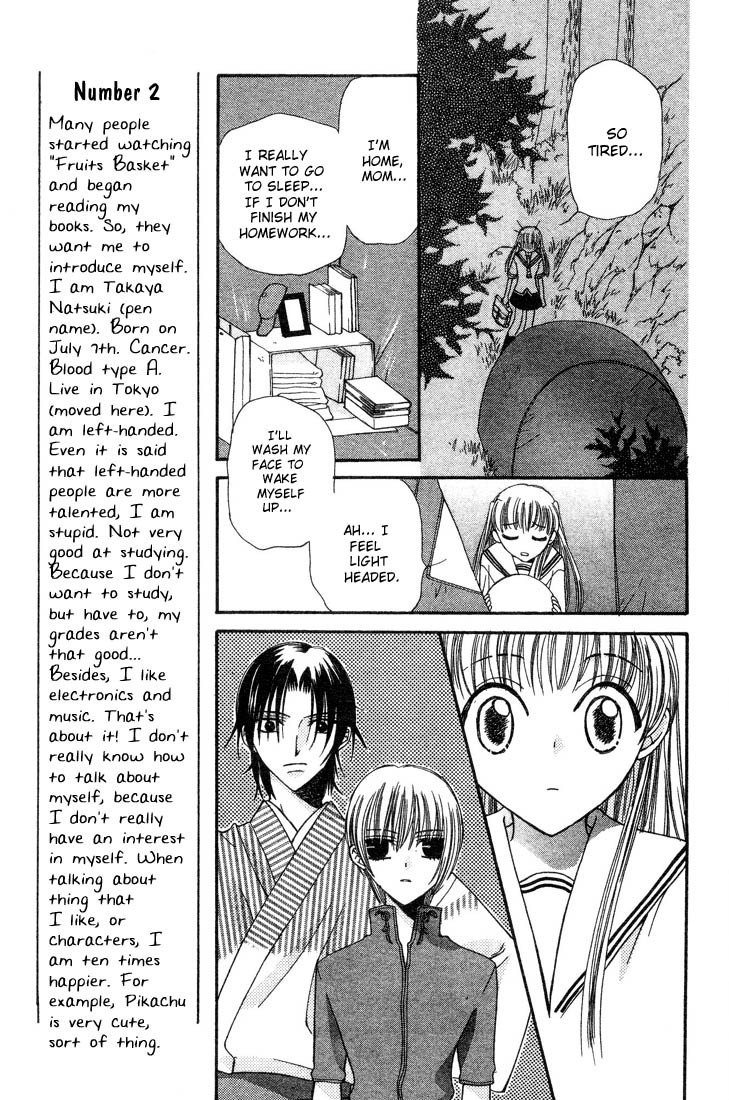 Number 2
Many people
started watching
"Fruits Basket"
and began
reading my
books. So, they
want me to
introduce myself.
I am Takaya
Natsuki (pen
name). Born on
July 7th. Cancer.
Blood type A.
Live in Tokyo
(moved here). I
am left-handed.
Even it is said
that left-handed
people are more
talented, I am
stupid. Not very
good at studying.
Because I don't
want to study,
but have to, my
grades aren't
that good...
Besides, I like
electronics and
music. That's
about it! I don't
really know how
to talk about
myself, because
I don't really
have an interest
in myself. When
talking about
thing that
I like, or
characters, I
am ten times
happier. For
example, Pikachu
is very cute,
sort of thing.
SO
TIRED...
I'M
HOME,
MOM...
I REALLY
WANT TO GO
TO SLEEP...
IF I DON'T
FINISH MY
HOMEWORK...
I'LL
WASH MY
FACE TO
WAKE
MYSELF
UP...
AH... I
FEEL
LIGHT
HEADED.